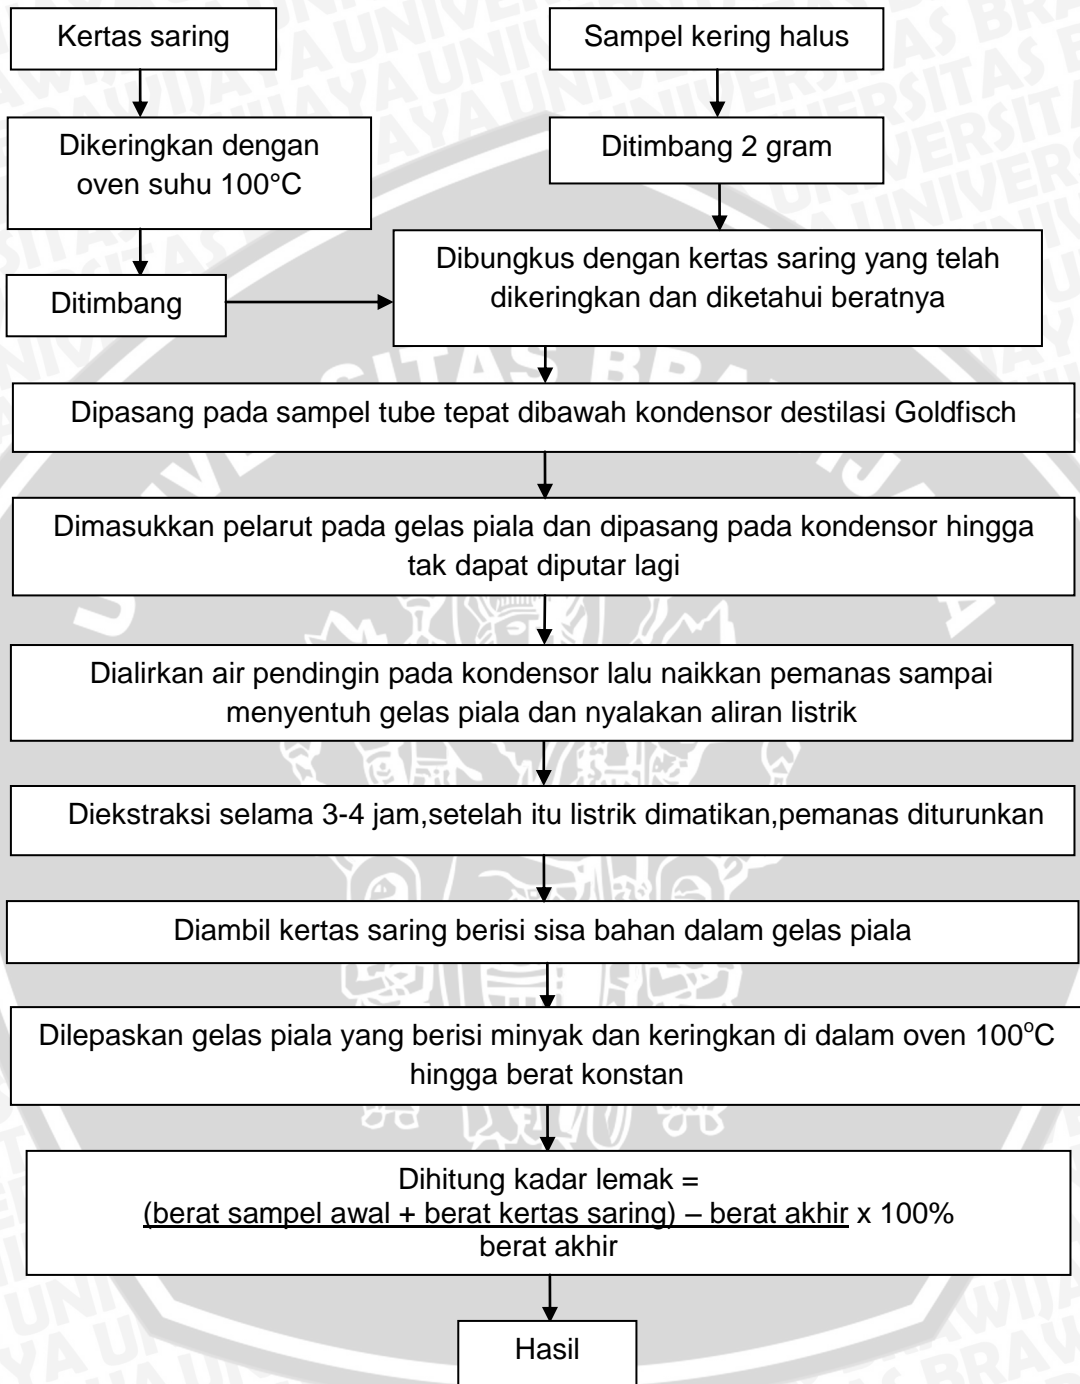 Kertas saring
Sampel kering halus
Dikeringkan dengan
oven suhu 100°C
Ditimbang 2 gram
Ditimbang
Dibungkus dengan kertas saring yang telah
dikeringkan dan diketahui beratnya
Dipasang pada sampel tube tepat dibawah kondensor destilasi Goldfisch
Dimasukkan pelarut pada gelas piala dan dipasang pada kondensor hingga
tak dapat diputar lagi
Dialirkan air pendingin pada kondensor lalu naikkan pemanas sampai
menyentuh gelas piala dan nyalakan aliran listrik
Diekstraksi selama 3-4 jam,setelah itu listrik dimatikan,pemanas diturunkan
Diambil kertas saring berisi sisa bahan dalam gelas piala
Dilepaskan gelas piala yang berisi minyak dan keringkan di dalam oven 100°C
hingga berat konstan
Dihitung kadar lemak =
(berat sampel awal + berat kertas saring) – berat akhir x 100%
berat akhir
Hasil